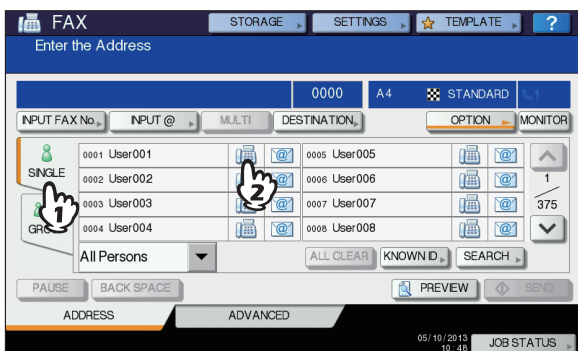 FAX STORAGE SETTINGS TEMPLATE ?
Enter the Address
0000 A4 STANDARD 1
INPUT FAX No. INPUT @ MULTI DESTINATION OPTION MONITOR
SINGLE
0001 User001 @ 0005 User005 @
0002 User002 @ 0006 User006 @
1
0003 User003 @ 0007 User007 @
375
1 2
0004 User004 @ 0008 User008 @
All Persons ALL CLEAR KNOWN ID SEARCH
PAUSE BACK SPACE PREVIEW SEND
ADDRESS ADVANCED
05/10/2013
10:48 JOB STATUS